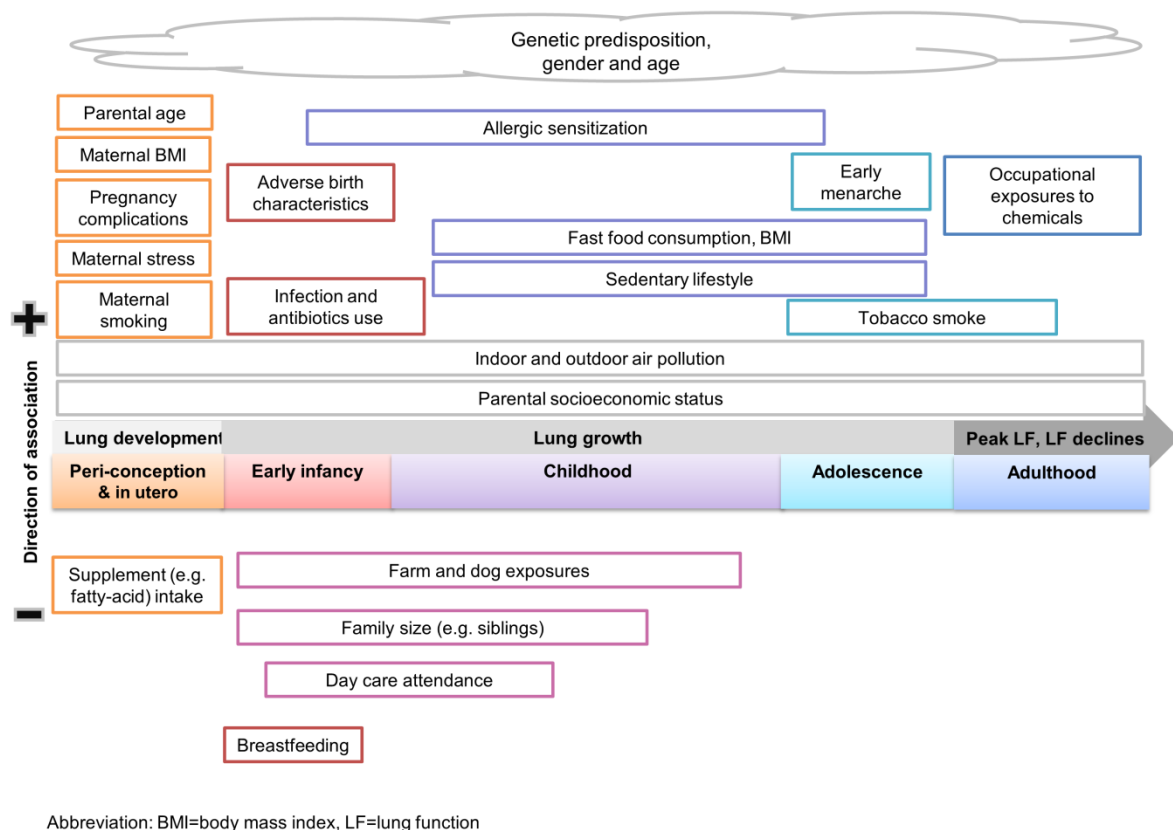 Genetic predisposition,
gender and age
Parental age
Allergic sensitization
Maternal BMI
Pregnancy
complications
Adverse birth
characteristics
Early
menarche
Occupational
exposures to
chemicals
Fast food consumption, BMI
Maternal stress
Sedentary lifestyle
Maternal
smoking
Infection and
antibiotics use
Tobacco smoke
Indoor and outdoor air pollution
Parental socioeconomic status
Direction of association
+
-
Lung development
Lung growth
Peak LF, LF declines
Peri-conception
& in utero
Early infancy
Childhood
Adolescence
Adulthood
Supplement (e.g.
fatty-acid) intake
Farm and dog exposures
Family size (e.g. siblings)
Day care attendance
Breastfeeding
Abbreviation: BMI=body mass index, LF=lung function